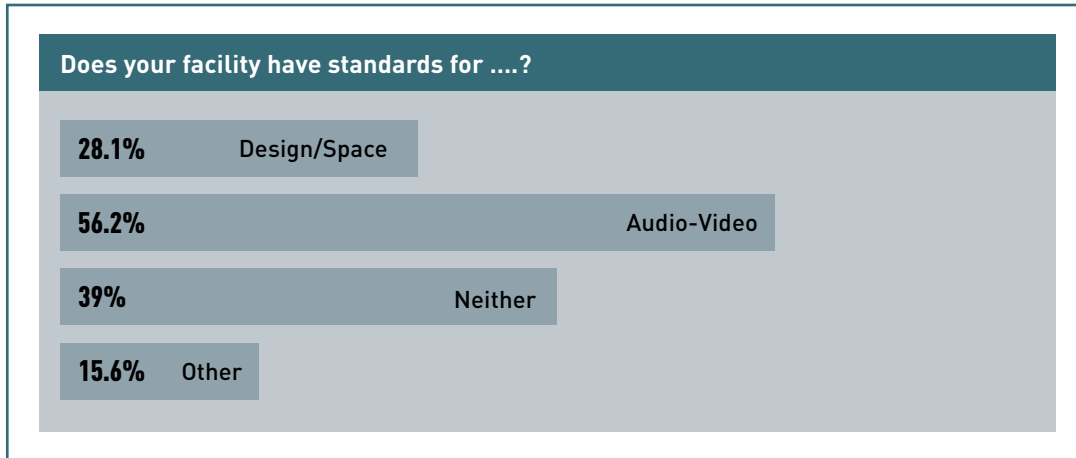 Does your facility have standards for ....?
28.1% Design/Space
56.2% Audio-Video
39% Neither
15.6% Other